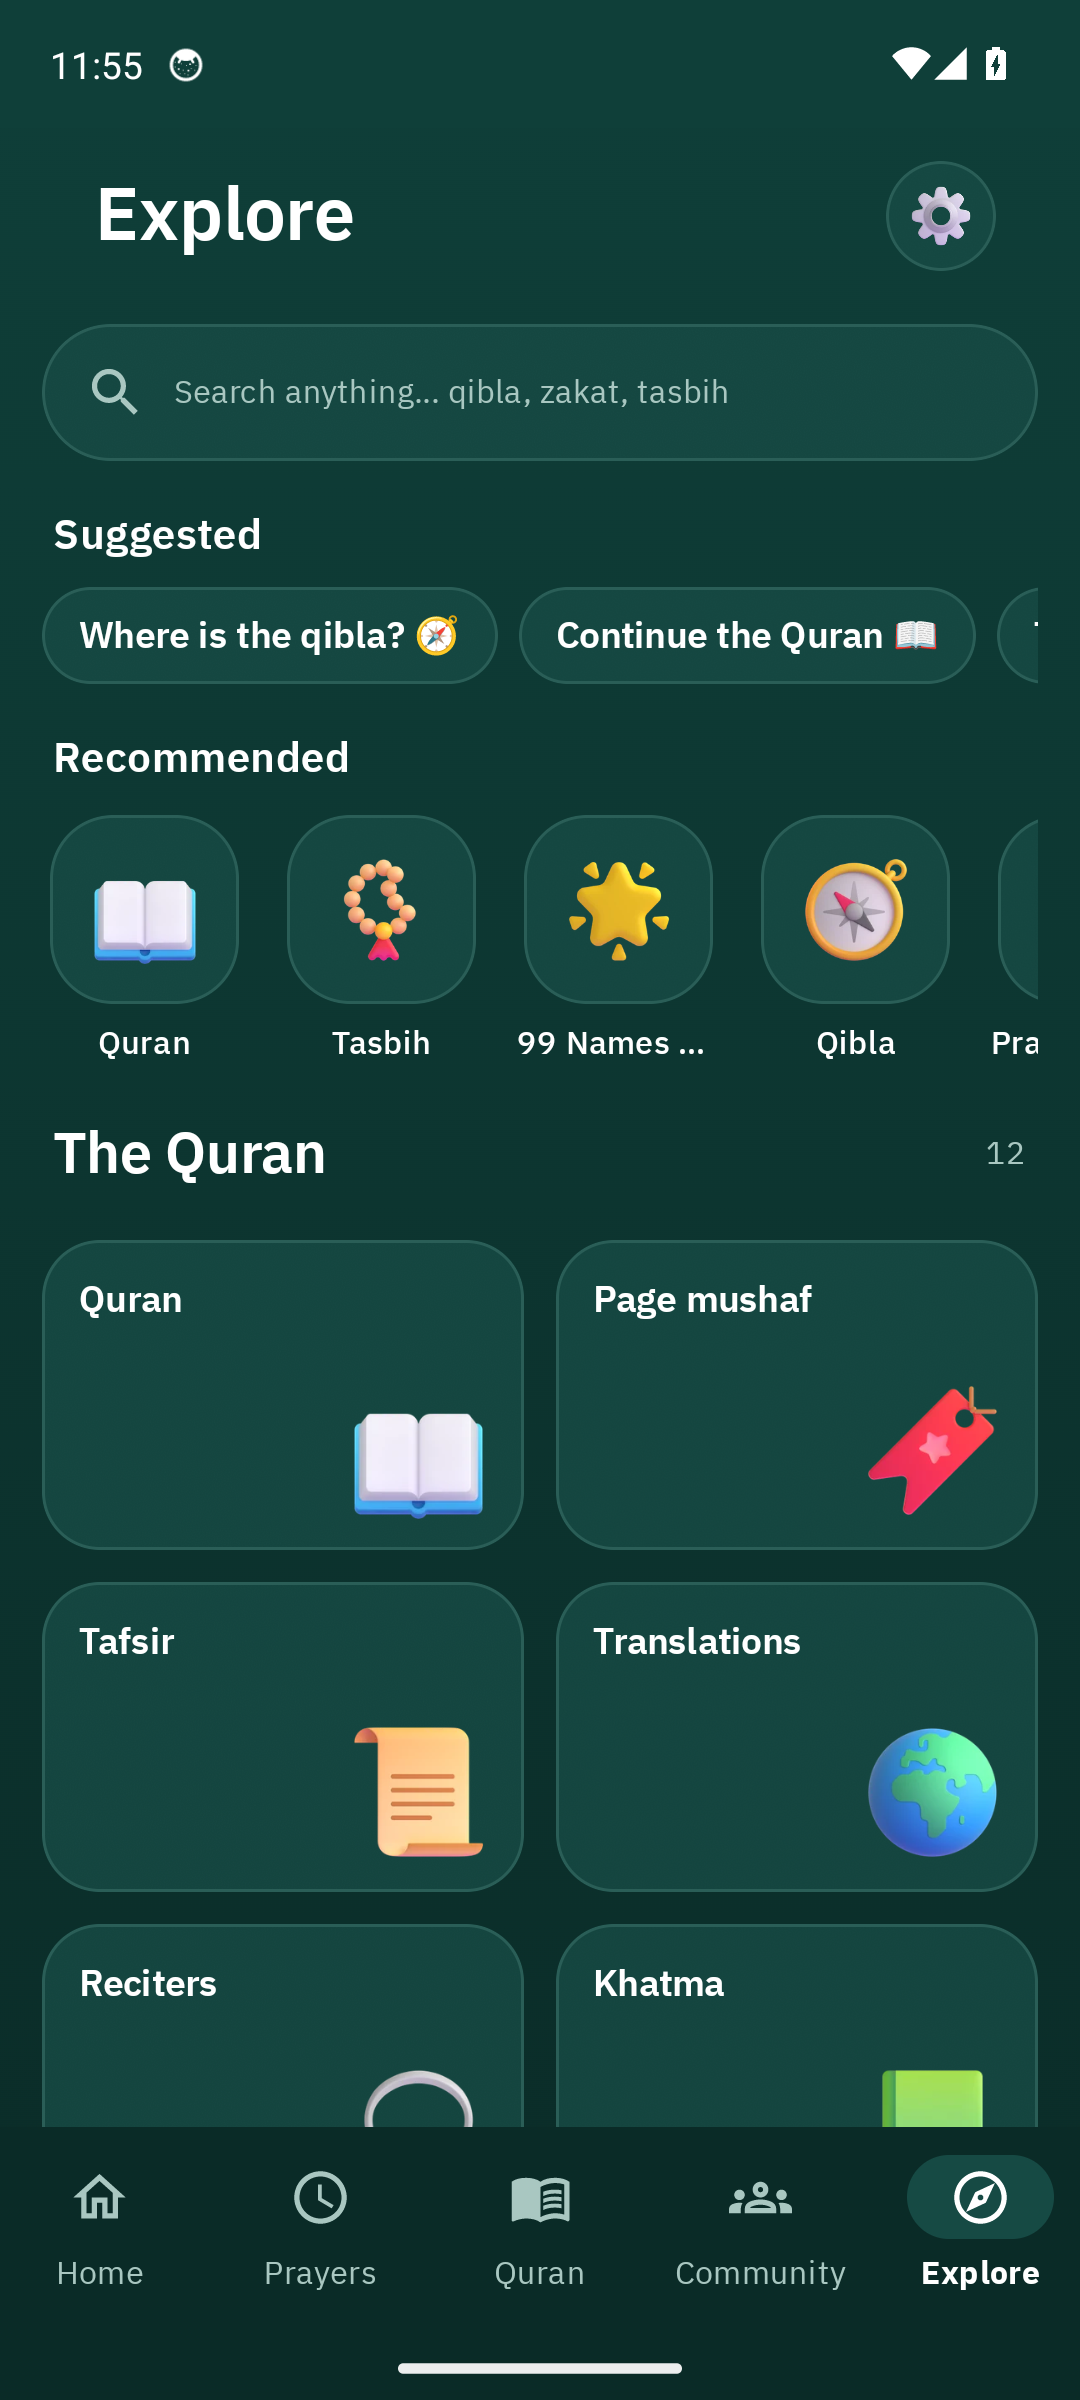 11:55
Explore
Search anything... qibla, zakat, tasbih
Suggested
Where is the qibla? 🧭
Continue the Quran 📖
Recommended
Quran
Tasbih
99 Names ...
Qibla
The Quran
12
Quran
Page mushaf
Tafsir
Translations
Reciters
Khatma
Home
Prayers
Quran
Community
Explore